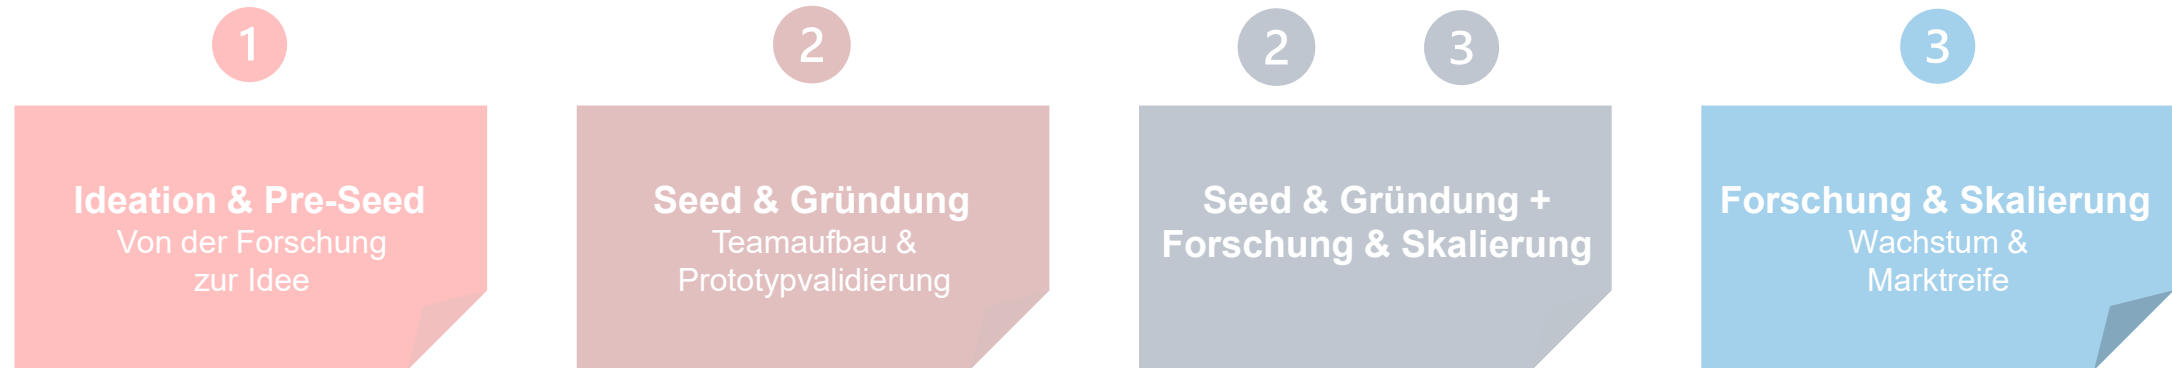 1
Ideation & Pre-Seed
Von der Forschung
zur Idee
2
Seed & Gründung
Teamaufbau &
Prototypvalidierung
2 3
Seed & Gründung +
Forschung & Skalierung
3
Forschung & Skalierung
Wachstum &
Marktreife